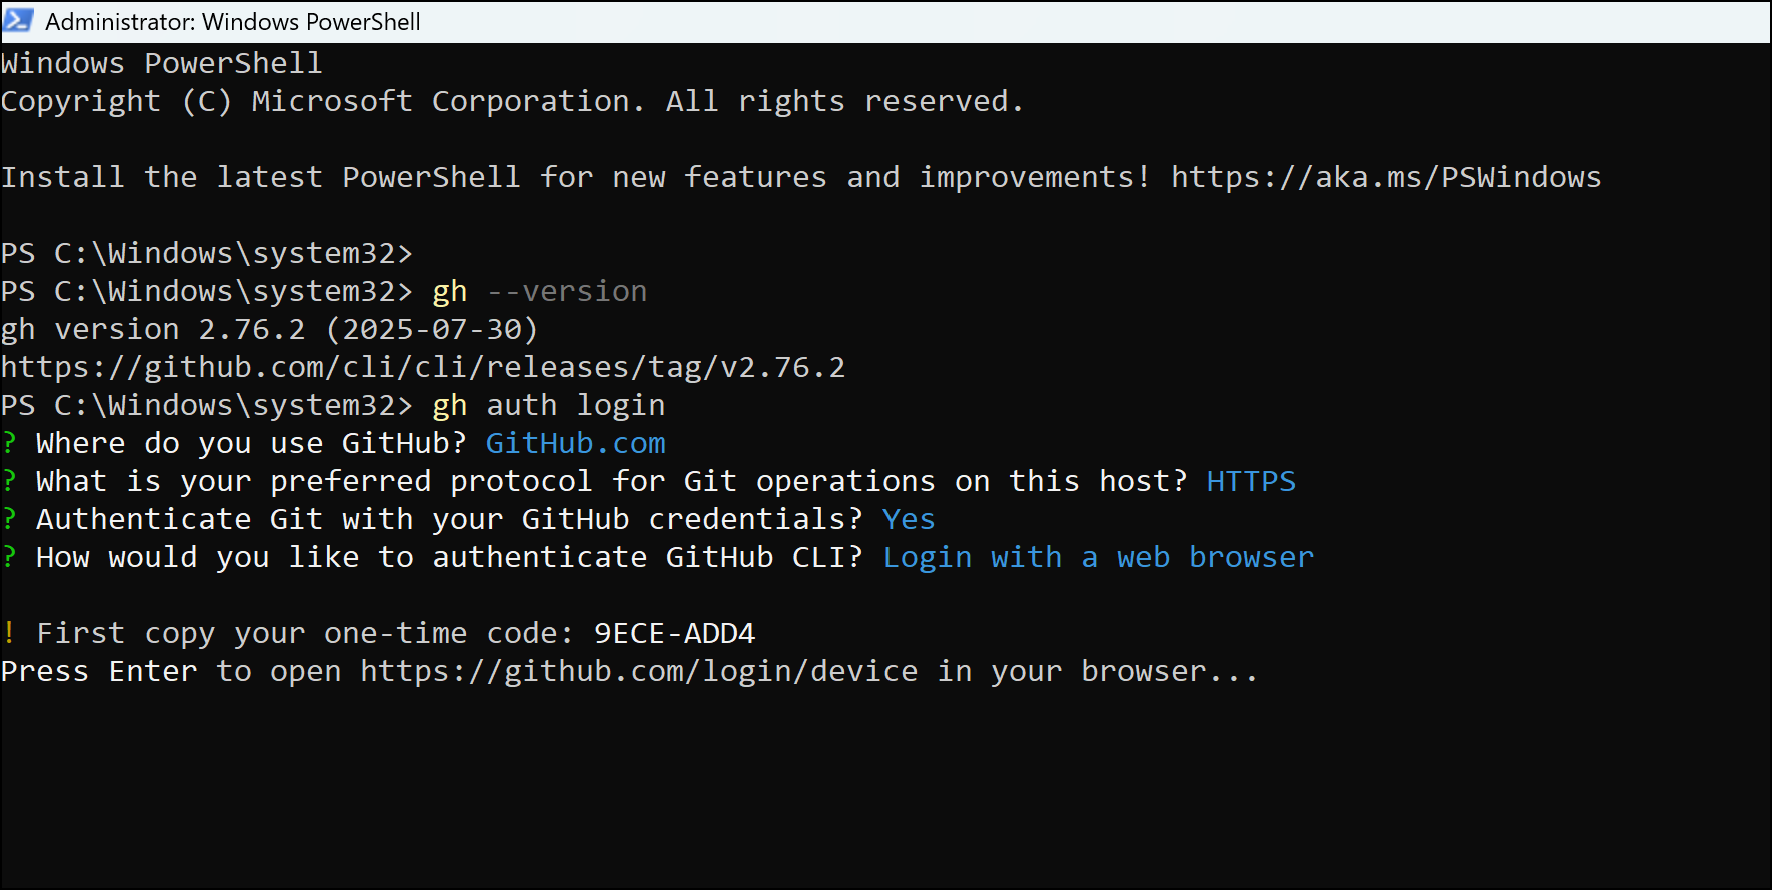 Administrator: Windows PowerShell
Windows PowerShell
Copyright (C) Microsoft Corporation. All rights reserved.
Install the latest PowerShell for new features and improvements! https://aka.ms/PSWindows
PS C:\Windows\system32>
PS C:\Windows\system32> gh --version
gh version 2.76.2 (2025-07-30)
https://github.com/cli/cli/releases/tag/v2.76.2
PS C:\Windows\system32> gh auth login
? Where do you use GitHub? GitHub.com
? What is your preferred protocol for Git operations on this host? HTTPS
? Authenticate Git with your GitHub credentials? Yes
? How would you like to authenticate GitHub CLI? Login with a web browser
! First copy your one-time code: 9ECE-ADD4
Press Enter to open https://github.com/login/device in your browser...